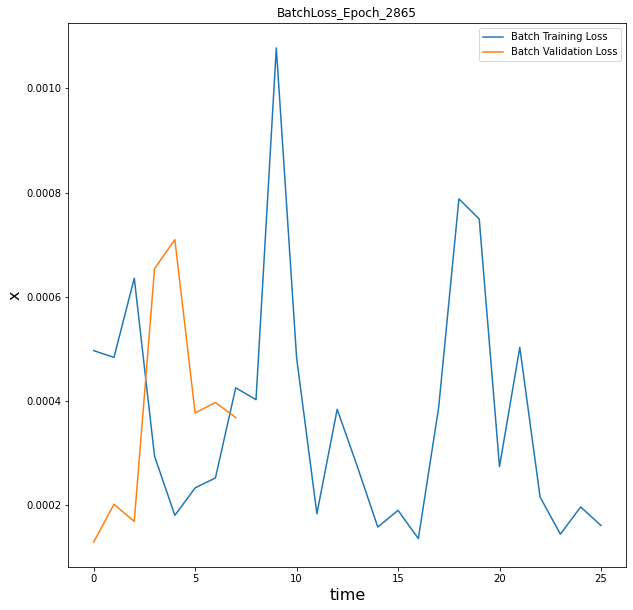 BatchLoss_Epoch_2865
Batch Training Loss
Batch Validation Loss
0.0010
0.0008
0.0006
0.0004
0.0002
x
0 5 10 15 20 25
time